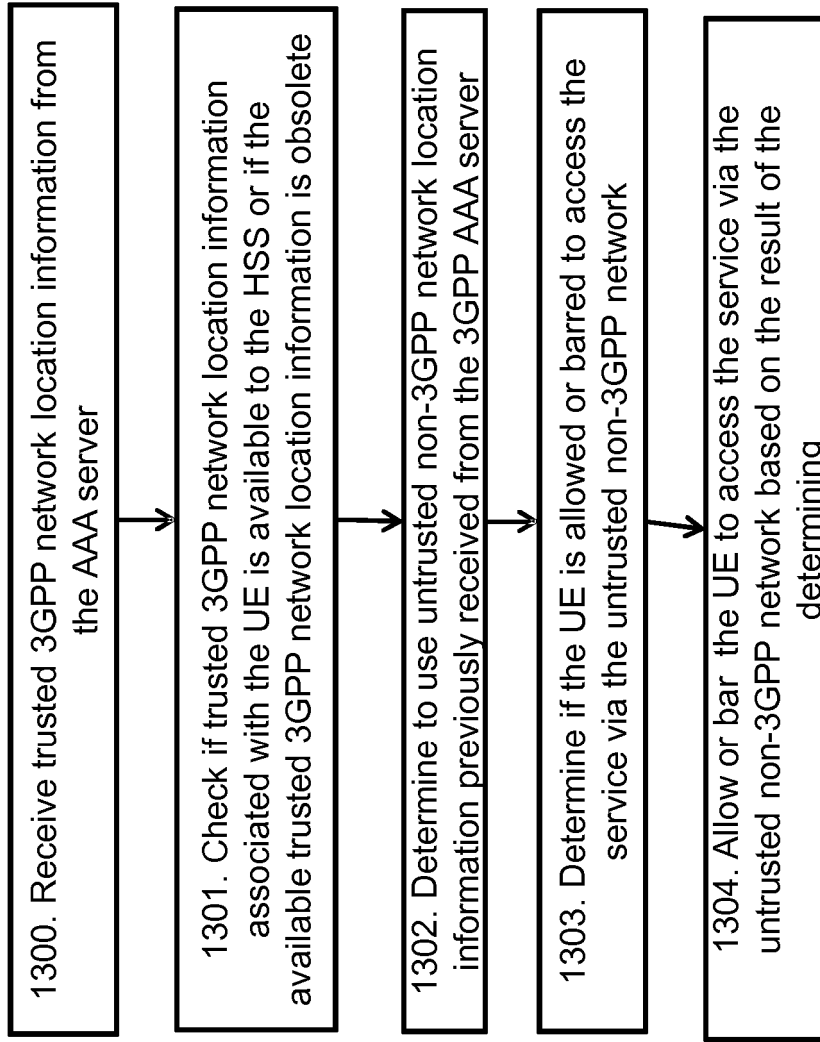 1300. Receive trusted 3GPP network location information from
the AAA server
1301. Check if trusted 3GPP network location information
associated with the UE is available to the HSS or if the
available trusted 3GPP network location information is obsolete
1302. Determine to use untrusted non-3GPP network location
information previously received from the 3GPP AAA server
1303. Determine if the UE is allowed or barred to access the
service via the untrusted non-3GPP network
1304. Allow or bar the UE to access the service via the
untrusted non-3GPP network based on the result of the
determining